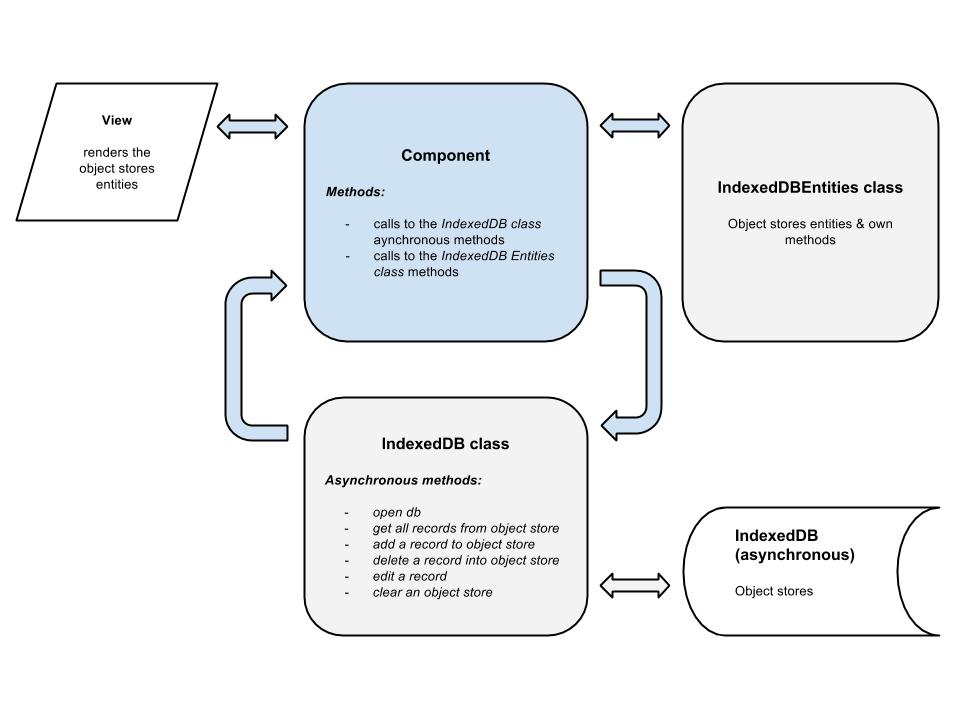 View
renders the
object stores
entities
Component
Methods:
- calls to the IndexedDB class
aynchronous methods
- calls to the IndexedDB Entities
class methods
IndexedDBEntities class
Object stores entities & own
methods
IndexedDB class
Asynchronous methods:
- open db
- get all records from object store
- add a record to object store
- delete a record into object store
- edit a record
- clear an object store
IndexedDB
(asynchronous)
Object stores